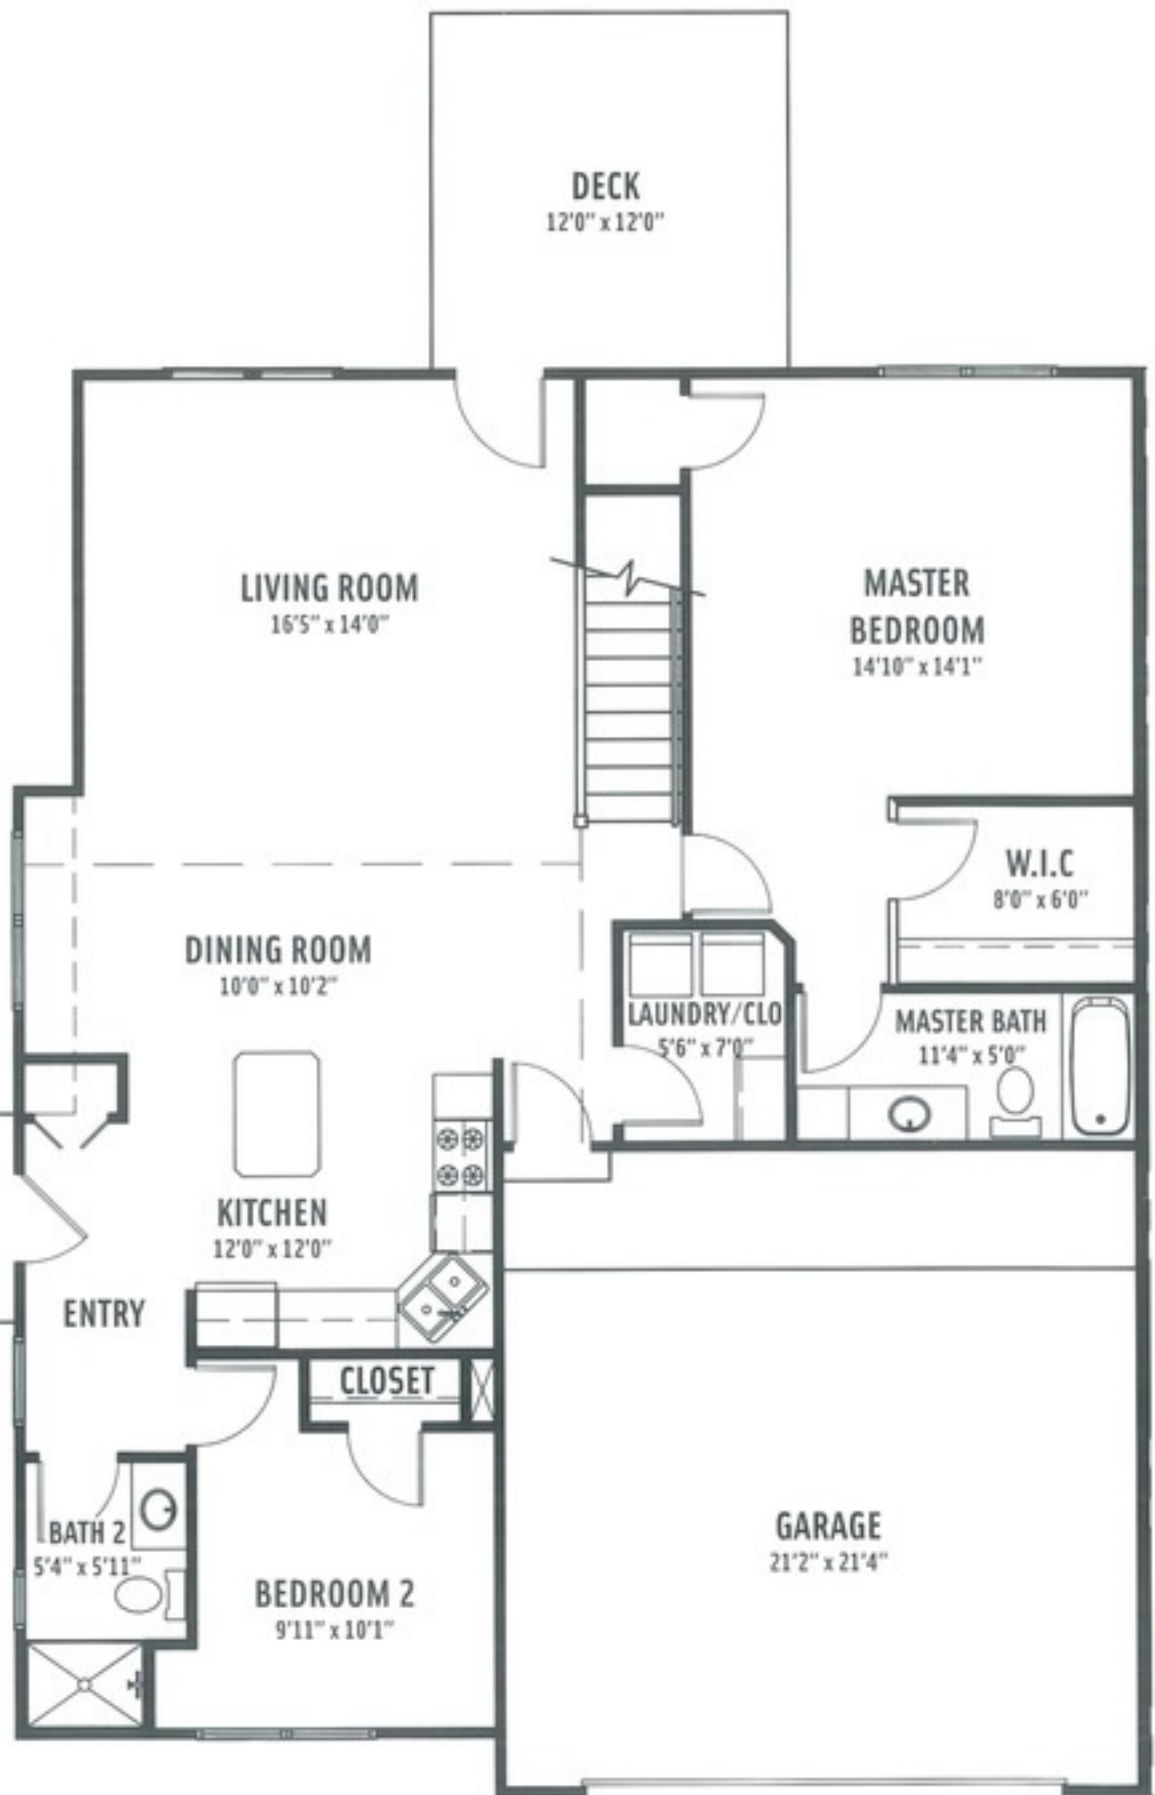 DECK
12'0" x 12'0"
LIVING ROOM
16'5" x 14'0"
MASTER
BEDROOM
14'10" x 14'1"
W.I.C
8'0" x 6'0"
DINING ROOM
10'0" x 10'2"
LAUNDRY/CLO
5'6" x 7'0"
MASTER BATH
11'4" x 5'0"
KITCHEN
12'0" x 12'0"
ENTRY
CLOSET
BATH 2
5'4" x 5'11"
BEDROOM 2
9'11" x 10'1"
GARAGE
21'2" x 21'4"